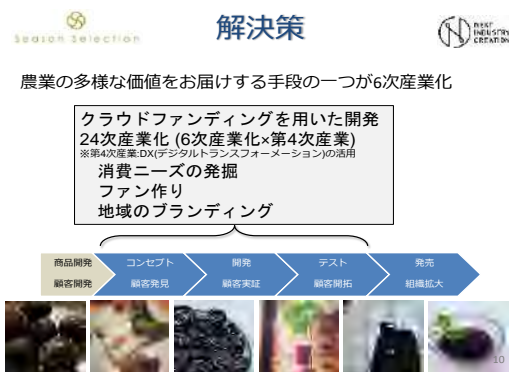 Season Selection
解決策
NEXT
INDUSTRY
CREATION
農業の多様な価値をお届けする手段の一つが6次産業化
クラウドファンディングを用いた開発
24次産業化 (6次産業化×第4次産業)
※第4次産業:DX(デジタルトランスフォーメーション)の活用
消費ニーズの発掘
ファン作り
地域のブランディング
商品開発 コンセプト 開発 テスト 発売
顧客開発 顧客発見 顧客実証 顧客開拓 組織拡大
10